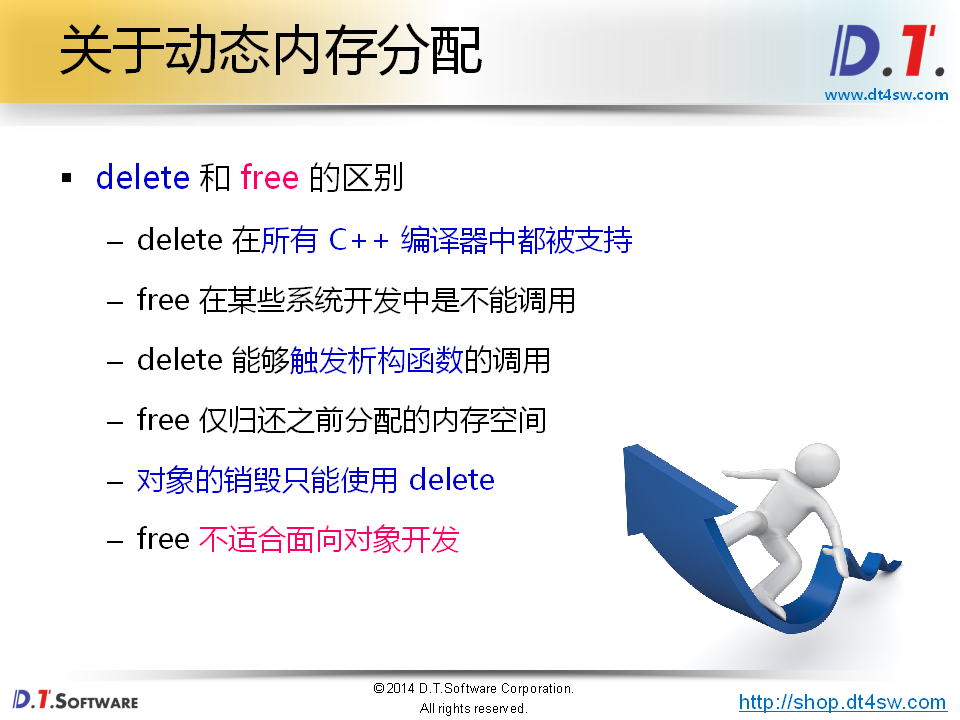 关于动态内存分配
D.T.
www.dt4sw.com
▪ delete 和 free 的区别
– delete 在所有 C++ 编译器中都被支持
– free 在某些系统开发中是不能调用
– delete 能够触发析构函数的调用
– free 仅归还之前分配的内存空间
– 对象的销毁只能使用 delete
– free 不适合面向对象开发
D.T.SOFTWARE
©2014 D.T.Software Corporation.
All rights reserved.
http://shop.dt4sw.com